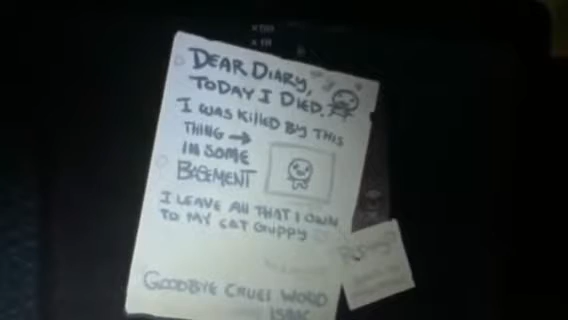 DEAR DIARY,
TODAY I DIED.
I WAS KILLED BY THIS
THING →
IN SOME
BASEMENT
I LEAVE ALL THAT I OWN
TO MY CAT GUPPY
GOODBYE CRUEL WORLD
ISAAC